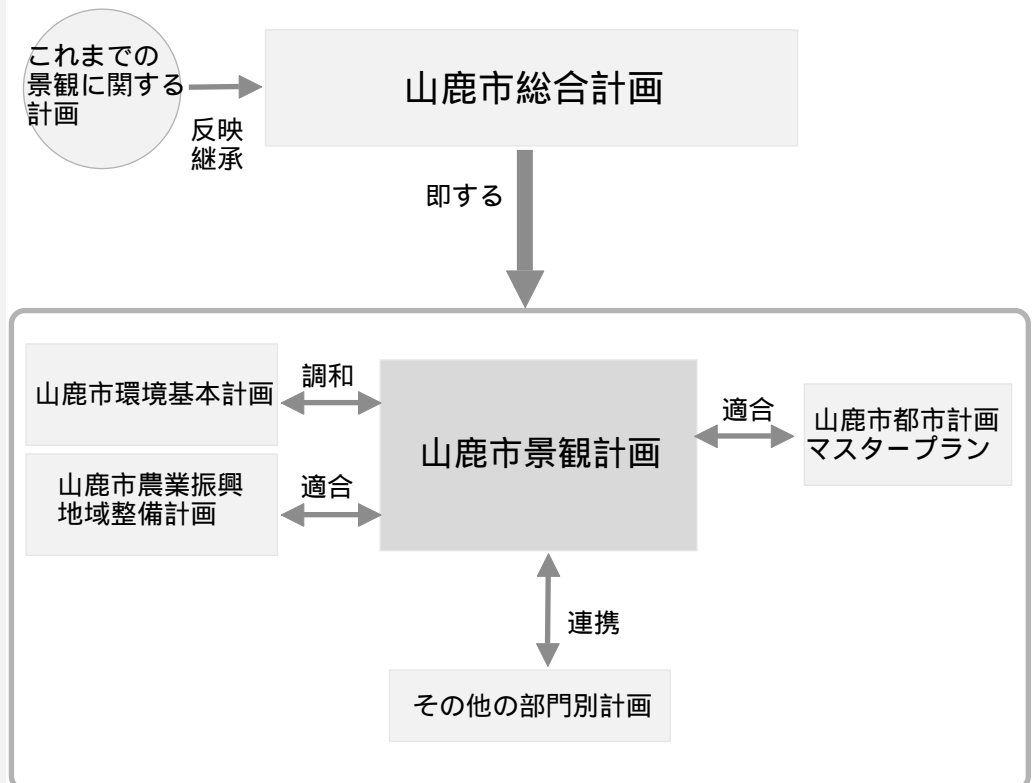 これまでの
景観に関する
計画
反映
継承
山鹿市総合計画
即する
山鹿市環境基本計画
調和
山鹿市農業振興
地域整備計画
適合
山鹿市景観計画
適合
山鹿市都市計画
マスタープラン
連携
その他の部門別計画